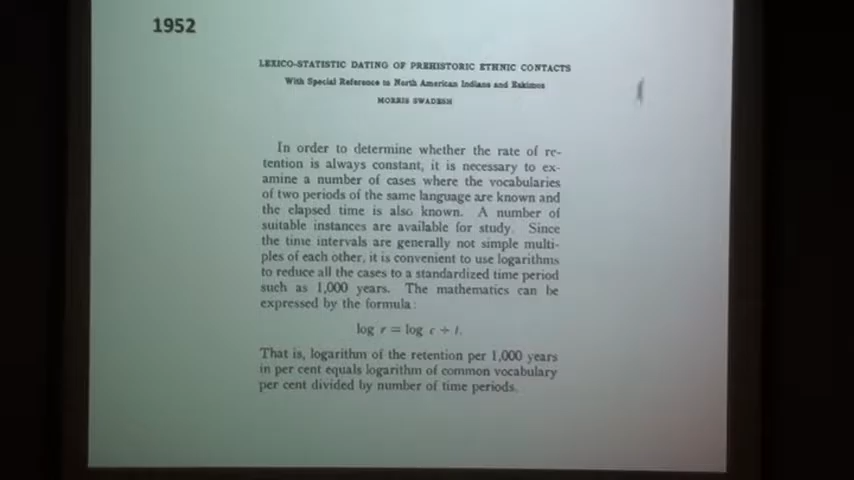 1952
LEXICO-STATISTIC DATING OF PREHISTORIC ETHNIC CONTACTS
With Special Reference to North American Indians and Eskimos
MORRIS SWADESH
In order to determine whether the rate of re-
tention is always constant, it is necessary to ex-
amine a number of cases where the vocabularies
of two periods of the same language are known and
the elapsed time is also known. A number of
suitable instances are available for study. Since
the time intervals are generally not simple multi-
ples of each other, it is convenient to use logarithms
to reduce all the cases to a standardized time period
such as 1,000 years. The mathematics can be
expressed by the formula:
log r = log c ÷ t.
That is, logarithm of the retention per 1,000 years
in per cent equals logarithm of common vocabulary
per cent divided by number of time periods.